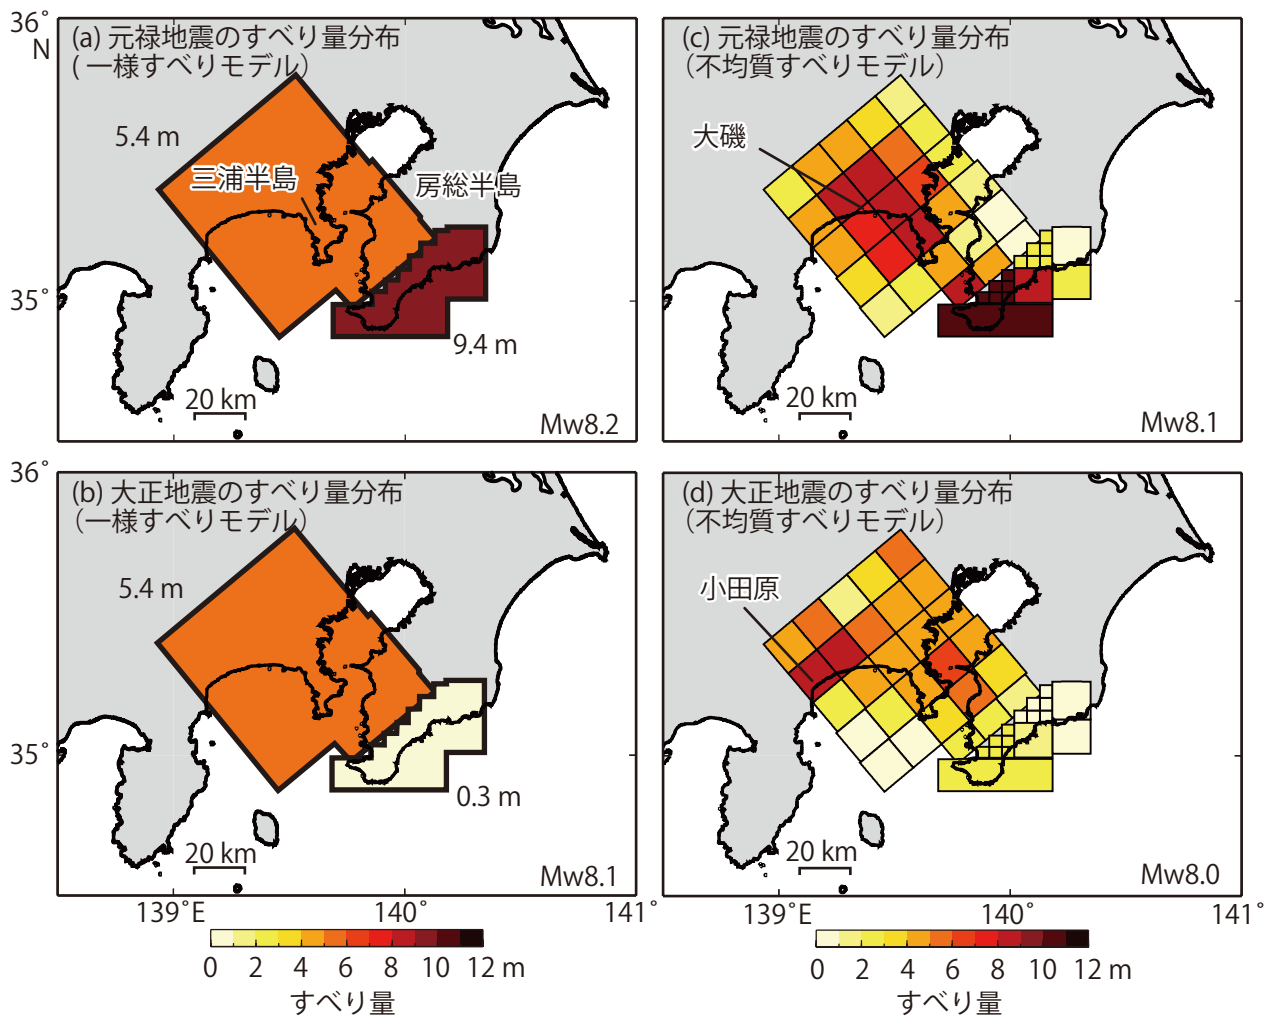 36˚
N
(a) 元禄地震のすべり量分布
( 一様すべりモデル）
5.4 m
三浦半島
房総半島
35˚
9.4 m
20 km
Mw8.2
(c) 元禄地震のすべり量分布
（不均質すべりモデル）
大磯
20 km
Mw8.1
36˚
(b) 大正地震のすべり量分布
（一様すべりモデル）
5.4 m
35˚
0.3 m
20 km
Mw8.1
139˚E
140˚
141˚
(d) 大正地震のすべり量分布
（不均質すべりモデル）
小田原
20 km
Mw8.0
139˚E
140˚
141˚
0 2 4 6 8 10 12 m
すべり量
0 2 4 6 8 10 12 m
すべり量